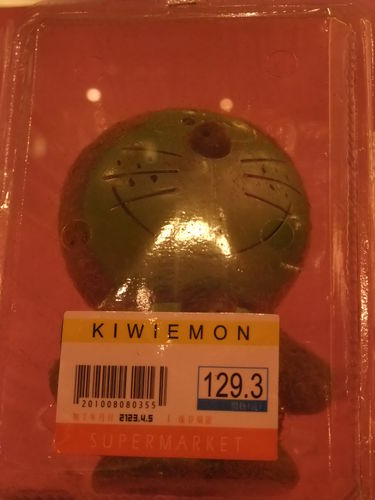 KIWIEMON
129.3
201008080355
2123.4.5
SUPERMARKET